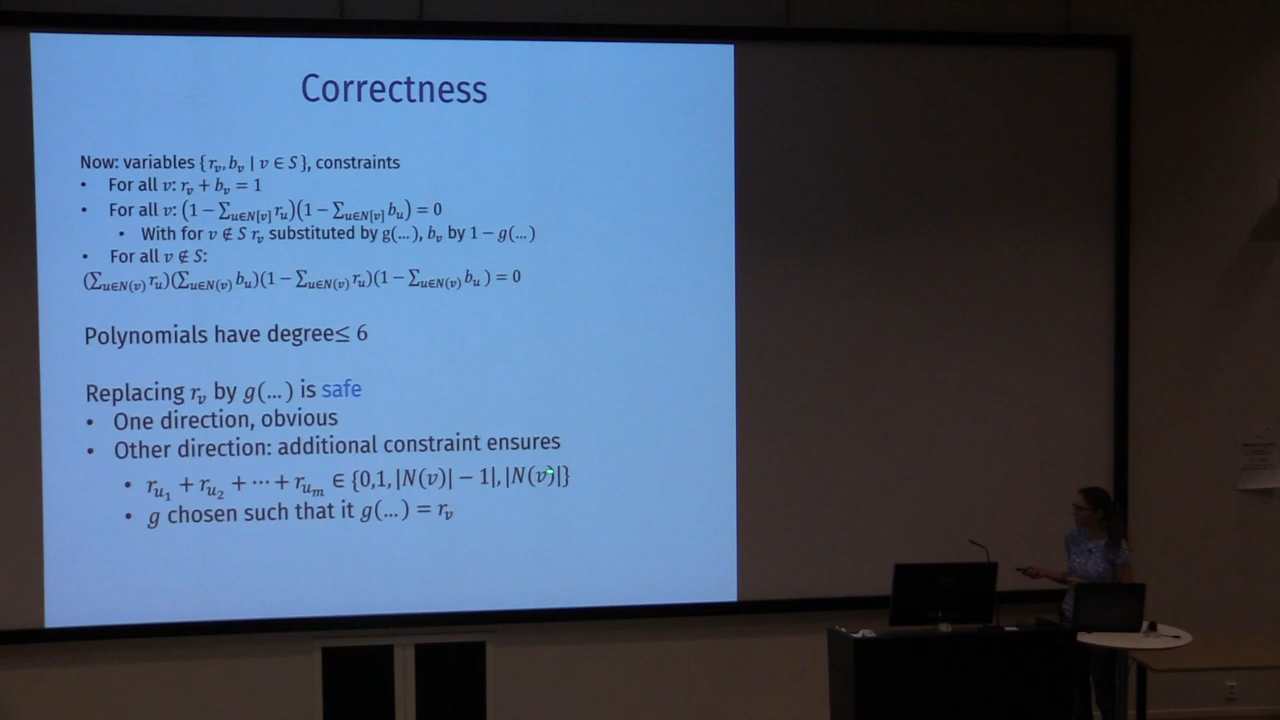 Correctness
Now: variables {r_v, b_v | v ∈ S}, constraints
• For all v: r_v + b_v = 1
• For all v: (1 − ∑_{u∈N[v]} r_u)(1 − ∑_{u∈N[v]} b_u) = 0
• With for v ∉ S r_v substituted by g(…), b_v by 1 − g(…)
• For all v ∉ S:
(∑_{u∈N(v)} r_u)(∑_{u∈N(v)} b_u)(1 − ∑_{u∈N(v)} r_u)(1 − ∑_{u∈N(v)} b_u) = 0
Polynomials have degree≤ 6
Replacing r_v by g(…) is safe
• One direction, obvious
• Other direction: additional constraint ensures
• r_{u_1} + r_{u_2} + ⋯ + r_{u_m} ∈ {0,1, |N(v)| − 1|, |N(v)|}
• g chosen such that it g(…) = r_v